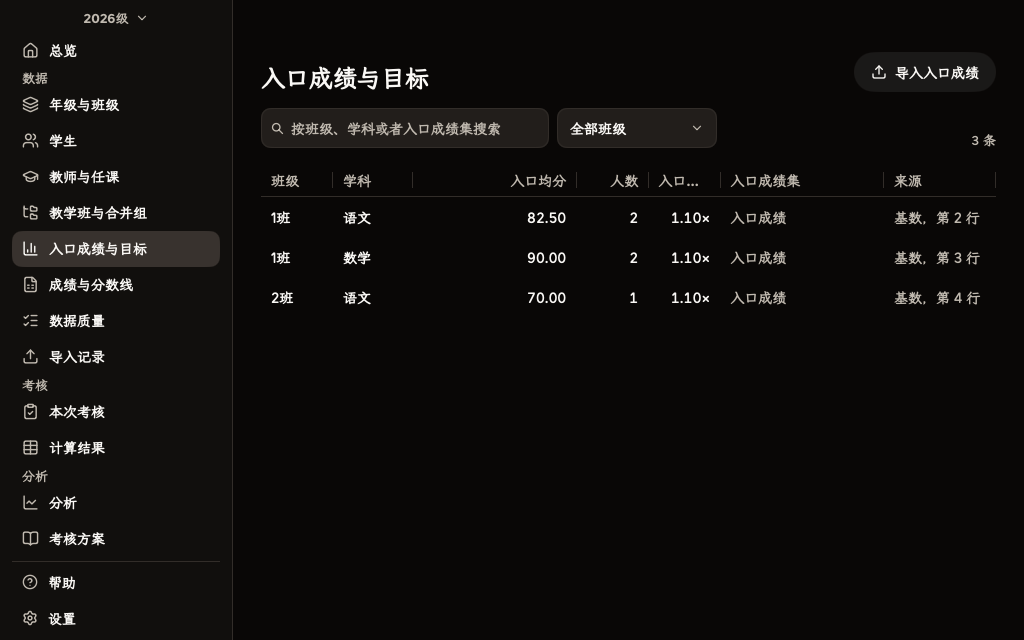 2026级
总览
数据
年级与班级
学生
教师与任课
教学班与合并组
入口成绩与目标
成绩与分数线
数据质量
导入记录
考核
本次考核
计算结果
分析
分析
考核方案
帮助
设置
入口成绩与目标
导入入口成绩
按班级、学科或者入口成绩集搜索
全部班级
3 条
班级 学科 入口均分 人数 入口... 入口成绩集 来源
1班 语文 82.50 2 1.10× 入口成绩 基数，第 2 行
1班 数学 90.00 2 1.10× 入口成绩 基数，第 3 行
2班 语文 70.00 1 1.10× 入口成绩 基数，第 4 行